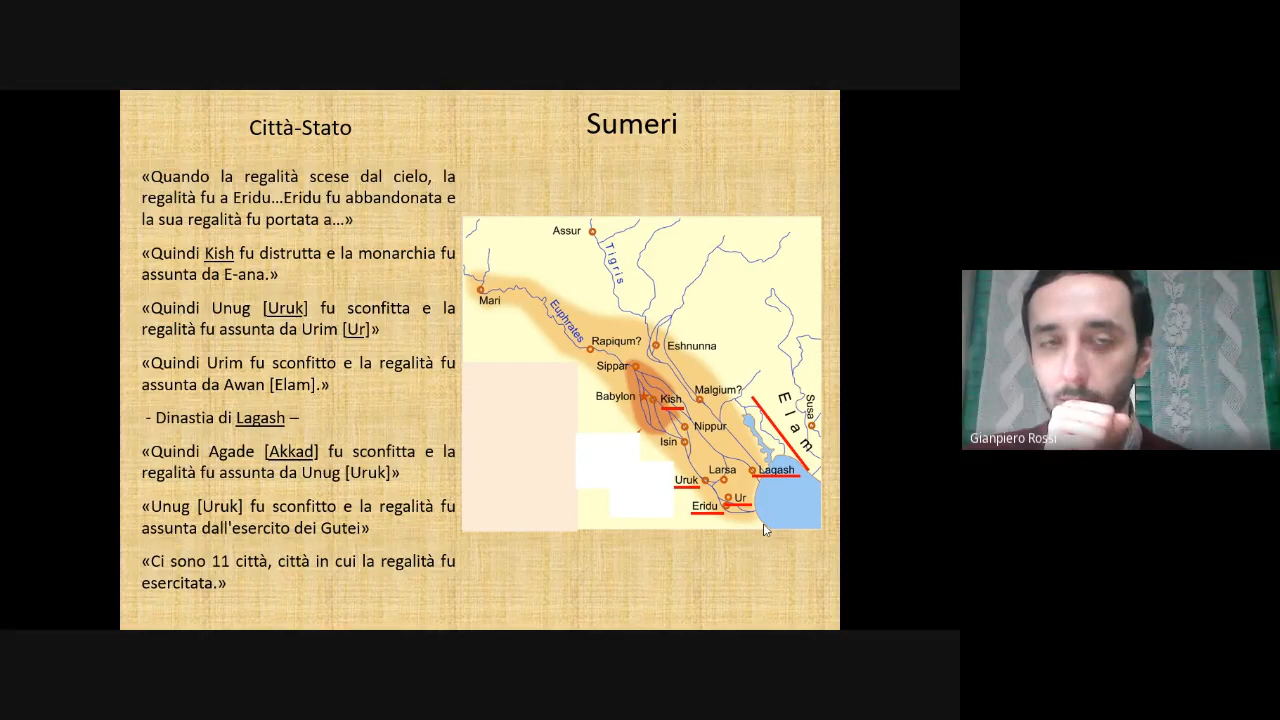 Città-Stato
Sumeri
«Quando la regalità scese dal cielo, la
regalità fu a Eridu...Eridu fu abbandonata e
la sua regalità fu portata a...»
«Quindi Kish fu distrutta e la monarchia fu
assunta da E-ana.»
«Quindi Unug [Uruk] fu sconfitta e la
regalità fu assunta da Urim [Ur]»
«Quindi Urim fu sconfitto e la regalità fu
assunta da Awan [Elam].»
- Dinastia di Lagash –
«Quindi Agade [Akkad] fu sconfitta e la
regalità fu assunta da Unug [Uruk]»
«Unug [Uruk] fu sconfitto e la regalità fu
assunta dall'esercito dei Gutei»
«Ci sono 11 città, città in cui la regalità fu
esercitata.»
Assur
Tigris
Mari
Euphrates
Rapiqum?
Eshnunna
Sippar
Babylon
Kish
Malgium?
Elam
Susa
Nippur
Isin
Larsa
Lagash
Uruk
Ur
Eridu
Gianpiero Rossi